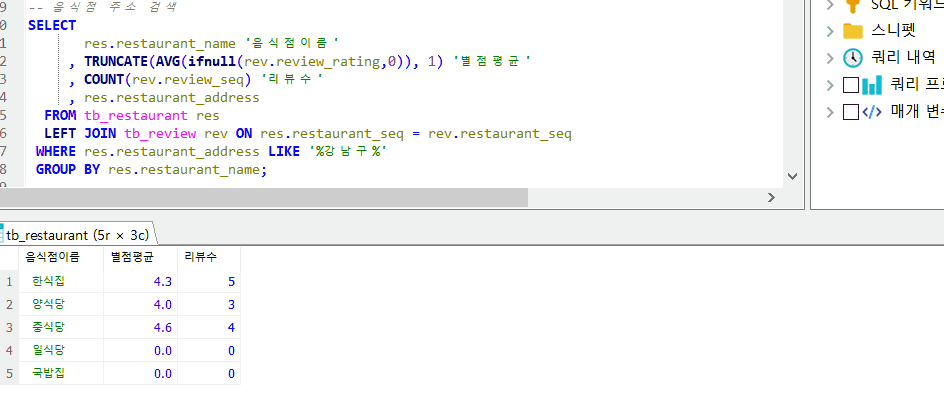 9 -- 음식점 주소 검색
0 SELECT
1 res.restaurant_name '음식점이름'
2 , TRUNCATE(AVG(ifnull(rev.review_rating,0)), 1) '별점평균'
3 , COUNT(rev.review_seq) '리뷰수'
4 , res.restaurant_address
5 FROM tb_restaurant res
6 LEFT JOIN tb_review rev ON res.restaurant_seq = rev.restaurant_seq
7 WHERE res.restaurant_address LIKE '%강남구%'
8 GROUP BY res.restaurant_name;
SQL 키워드
스니펫
쿼리 내역
쿼리 프로
매개 변수
tb_restaurant (5r × 3c)
음식점이름 별점평균 리뷰수
1 한식집 4.3 5
2 양식당 4.0 3
3 중식당 4.6 4
4 일식당 0.0 0
5 국밥집 0.0 0